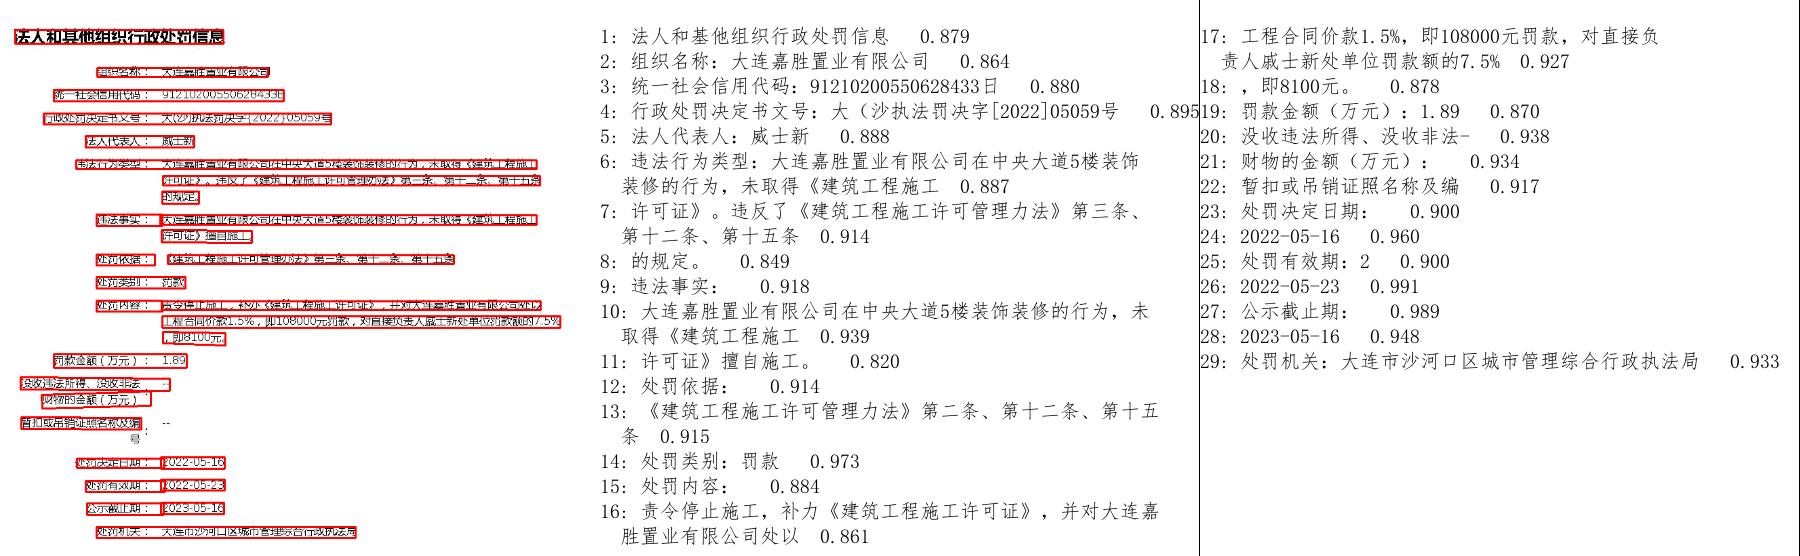 法人和其他组织行政处罚信息
组织名称： 大连嘉胜置业有限公司
统一社会信用代码： 91210200550628433B
行政处罚决定书文号： 大(沙)执法罚决字[2022]05059号
法人代表人： 戚士新
违法行为类型： 大连嘉胜置业有限公司在中央大道5楼装饰装修的行为，未取得《建筑工程施工
许可证》。违反了《建筑工程施工许可管理办法》第三条、第十二条、第十五条
的规定。
违法事实： 大连嘉胜置业有限公司在中央大道5楼装饰装修的行为，未取得《建筑工程施工
许可证》擅自施工。
处罚依据： 《建筑工程施工许可管理办法》第三条、第十二条、第十五条
处罚类别： 罚款
处罚内容： 责令停止施工，补办《建筑工程施工许可证》，并对大连嘉胜置业有限公司处以
工程合同价款1.5%，即108000元罚款，对直接负责人戚士新处单位罚款额的7.5%
，即8100元。
罚款金额（万元）： 1.89
没收违法所得、没收非法 --
财物的金额（万元）：
暂扣或吊销证照名称及编 --
号：
处罚决定日期： 2022-05-16
处罚有效期： 2022-05-23
公示截止期： 2023-05-16
处罚机关： 大连市沙河口区城市管理综合行政执法局
1: 法人和基他组织行政处罚信息 0.879
2: 组织名称：大连嘉胜置业有限公司 0.864
3: 统一社会信用代码：91210200550628433日 0.880
4: 行政处罚决定书文号：大（沙执法罚决字[2022]05059号 0.895
5: 法人代表人：威士新 0.888
6: 违法行为类型：大连嘉胜置业有限公司在中央大道5楼装饰
装修的行为，未取得《建筑工程施工 0.887
7: 许可证》。违反了《建筑工程施工许可管理力法》第三条、
第十二条、第十五条 0.914
8: 的规定。 0.849
9: 违法事实： 0.918
10: 大连嘉胜置业有限公司在中央大道5楼装饰装修的行为，未
取得《建筑工程施工 0.939
11: 许可证》擅自施工。 0.820
12: 处罚依据： 0.914
13: 《建筑工程施工许可管理力法》第二条、第十二条、第十五
条 0.915
14: 处罚类别：罚款 0.973
15: 处罚内容： 0.884
16: 责令停止施工，补力《建筑工程施工许可证》，并对大连嘉
胜置业有限公司处以 0.861
17: 工程合同价款1.5%，即108000元罚款，对直接负
责人戚士新处单位罚款额的7.5% 0.927
18: ，即8100元。 0.878
19: 罚款金额（万元）：1.89 0.870
20: 没收违法所得、没收非法- 0.938
21: 财物的金额（万元）： 0.934
22: 暂扣或吊销证照名称及编 0.917
23: 处罚决定日期： 0.900
24: 2022-05-16 0.960
25: 处罚有效期：2 0.900
26: 2022-05-23 0.991
27: 公示截止期： 0.989
28: 2023-05-16 0.948
29: 处罚机关：大连市沙河口区城市管理综合行政执法局 0.933